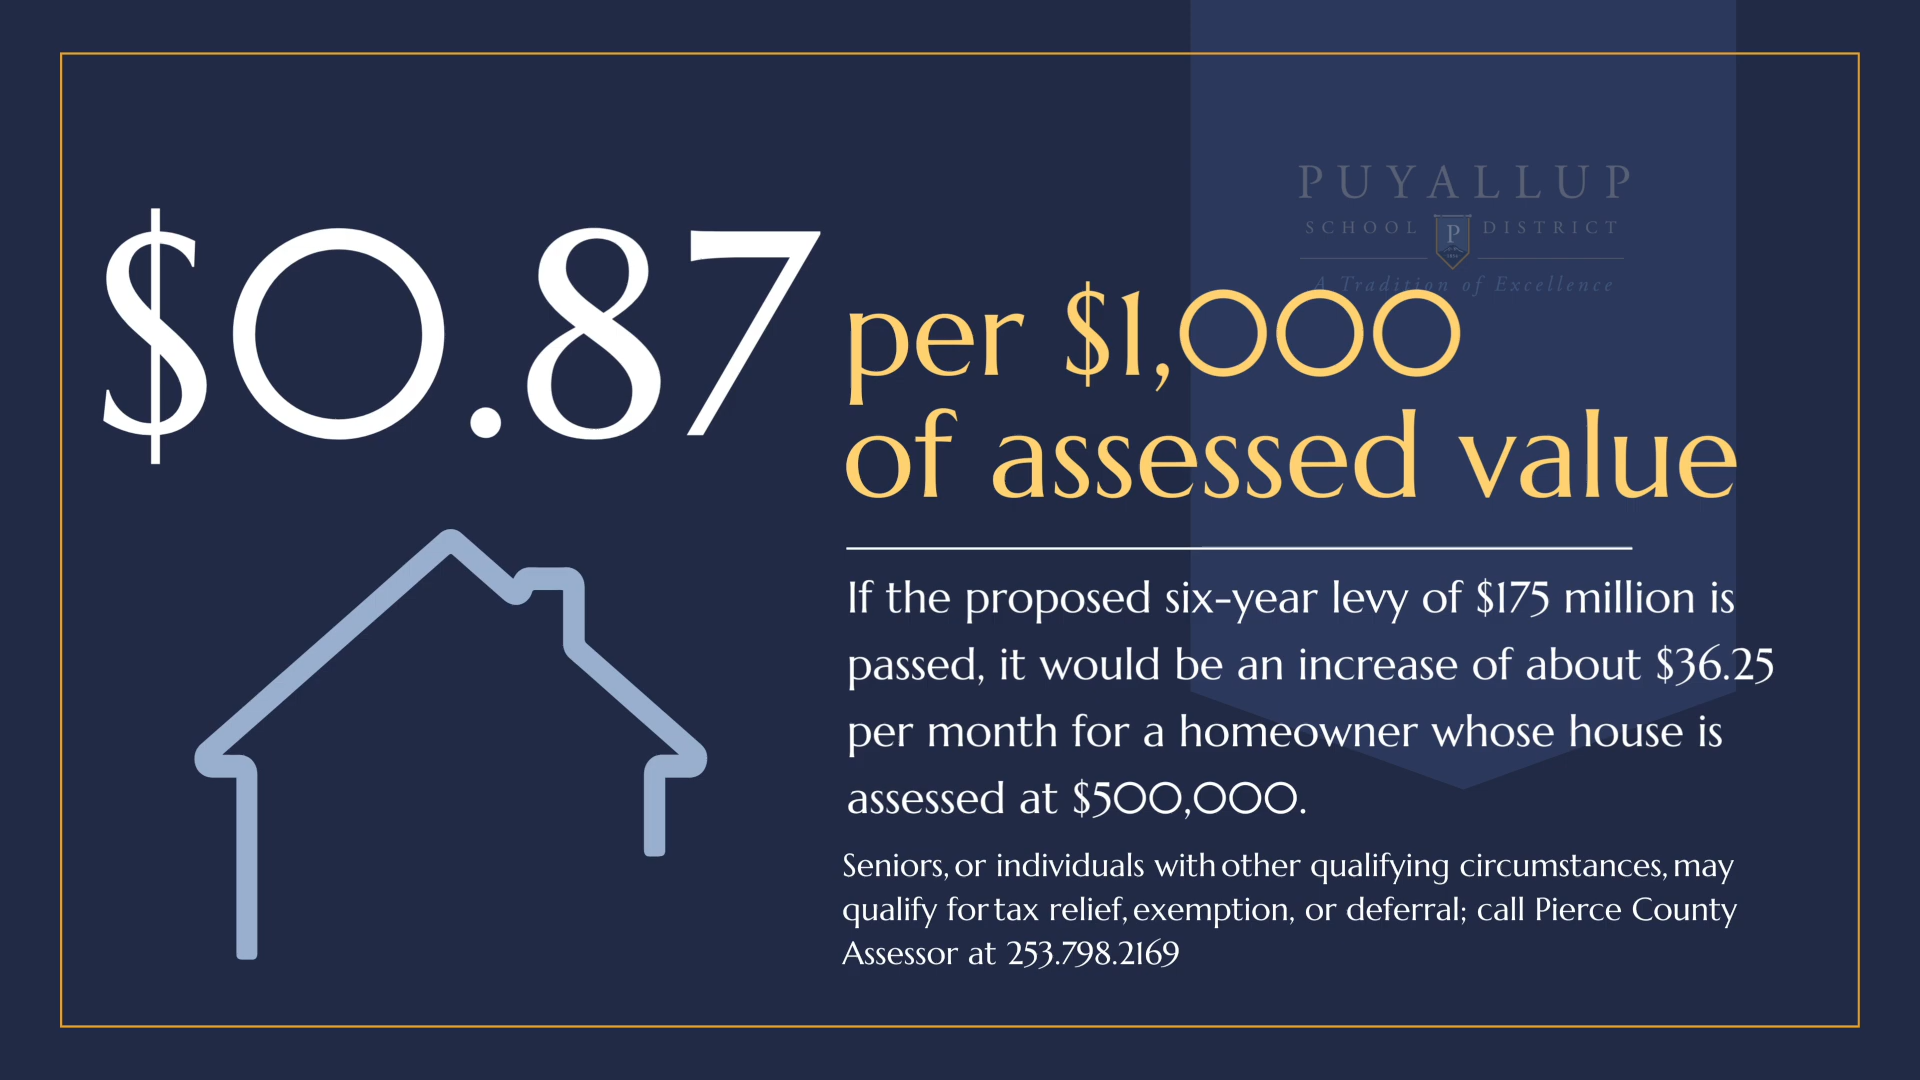 PUYALLUP
SCHOOL P DISTRICT
A Tradition of Excellence
$0.87
per $1,000
of assessed value
If the proposed six-year levy of $175 million is
passed, it would be an increase of about $36.25
per month for a homeowner whose house is
assessed at $500,000.
Seniors, or individuals with other qualifying circumstances, may
qualify for tax relief, exemption, or deferral; call Pierce County
Assessor at 253.798.2169